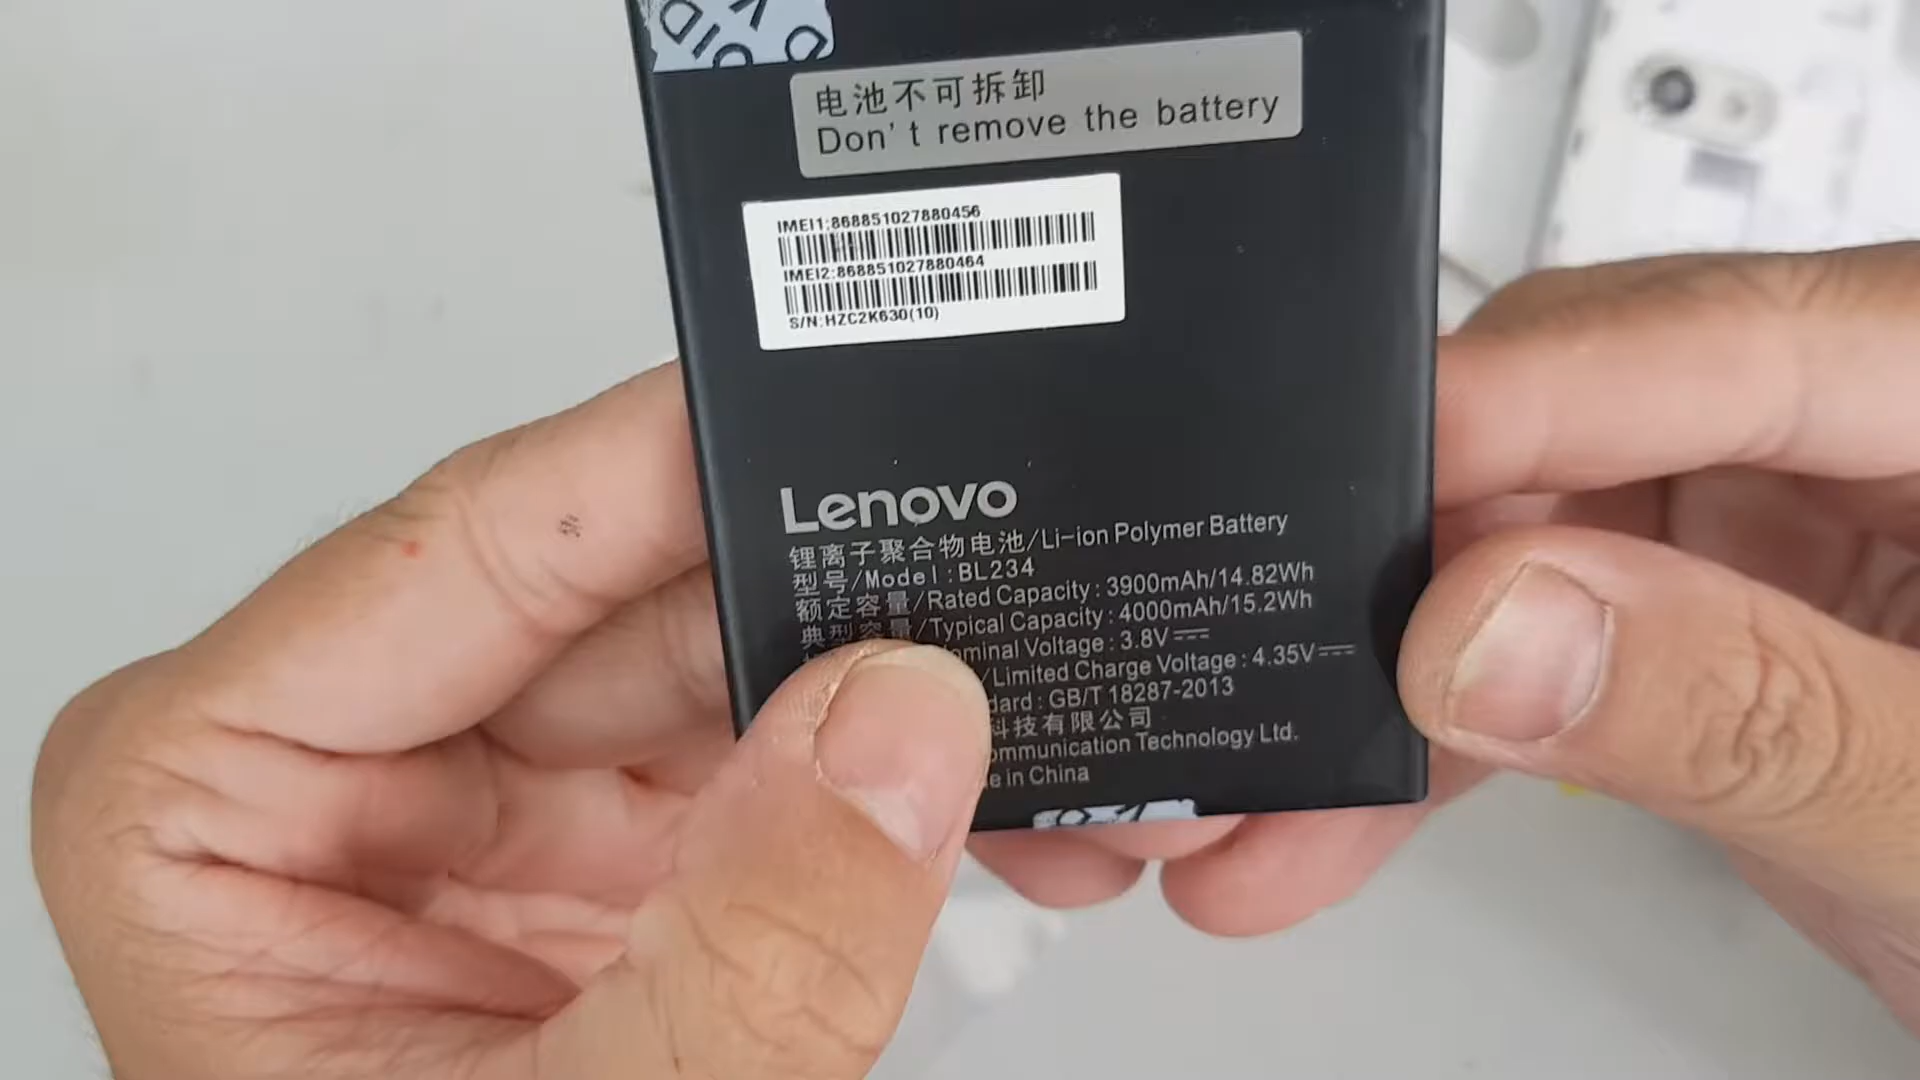 VOID
电池不可拆卸
Don't remove the battery
IMEI1:868851027880456
IMEI2:868851027880464
S/N:HZC2K630(10)
Lenovo
锂离子聚合物电池/Li-ion Polymer Battery
型号/Model:BL234
额定容量/Rated Capacity: 3900mAh/14.82Wh
典型容量/Typical Capacity: 4000mAh/15.2Wh
ominal Voltage: 3.8V
/Limited Charge Voltage: 4.35V
dard: GB/T 18287-2013
科技有限公司
ommunication Technology Ltd.
e in China